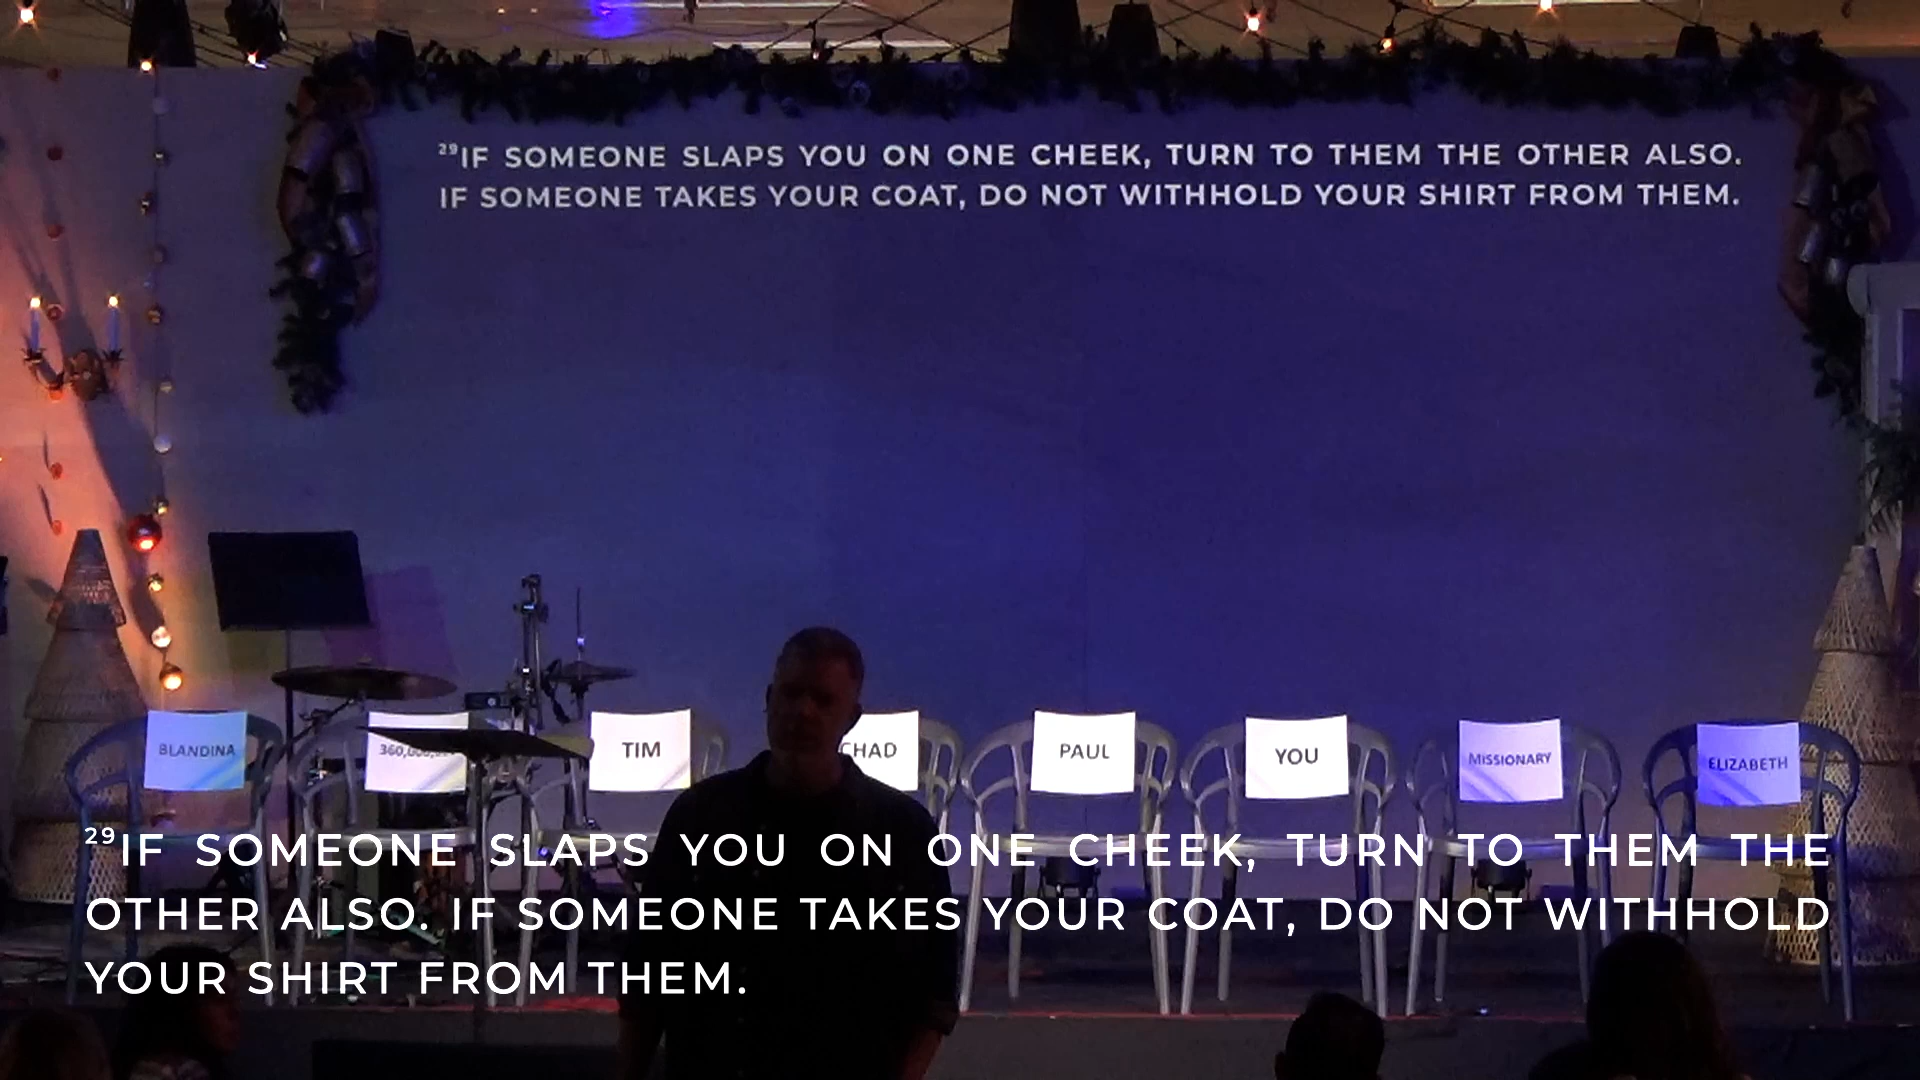 ²⁹IF SOMEONE SLAPS YOU ON ONE CHEEK, TURN TO THEM THE OTHER ALSO.
IF SOMEONE TAKES YOUR COAT, DO NOT WITHHOLD YOUR SHIRT FROM THEM.
BLANDINA
TIM
CHAD
PAUL
YOU
MISSIONARY
ELIZABETH
²⁹IF SOMEONE SLAPS YOU ON ONE CHEEK, TURN TO THEM THE
OTHER ALSO. IF SOMEONE TAKES YOUR COAT, DO NOT WITHHOLD
YOUR SHIRT FROM THEM.